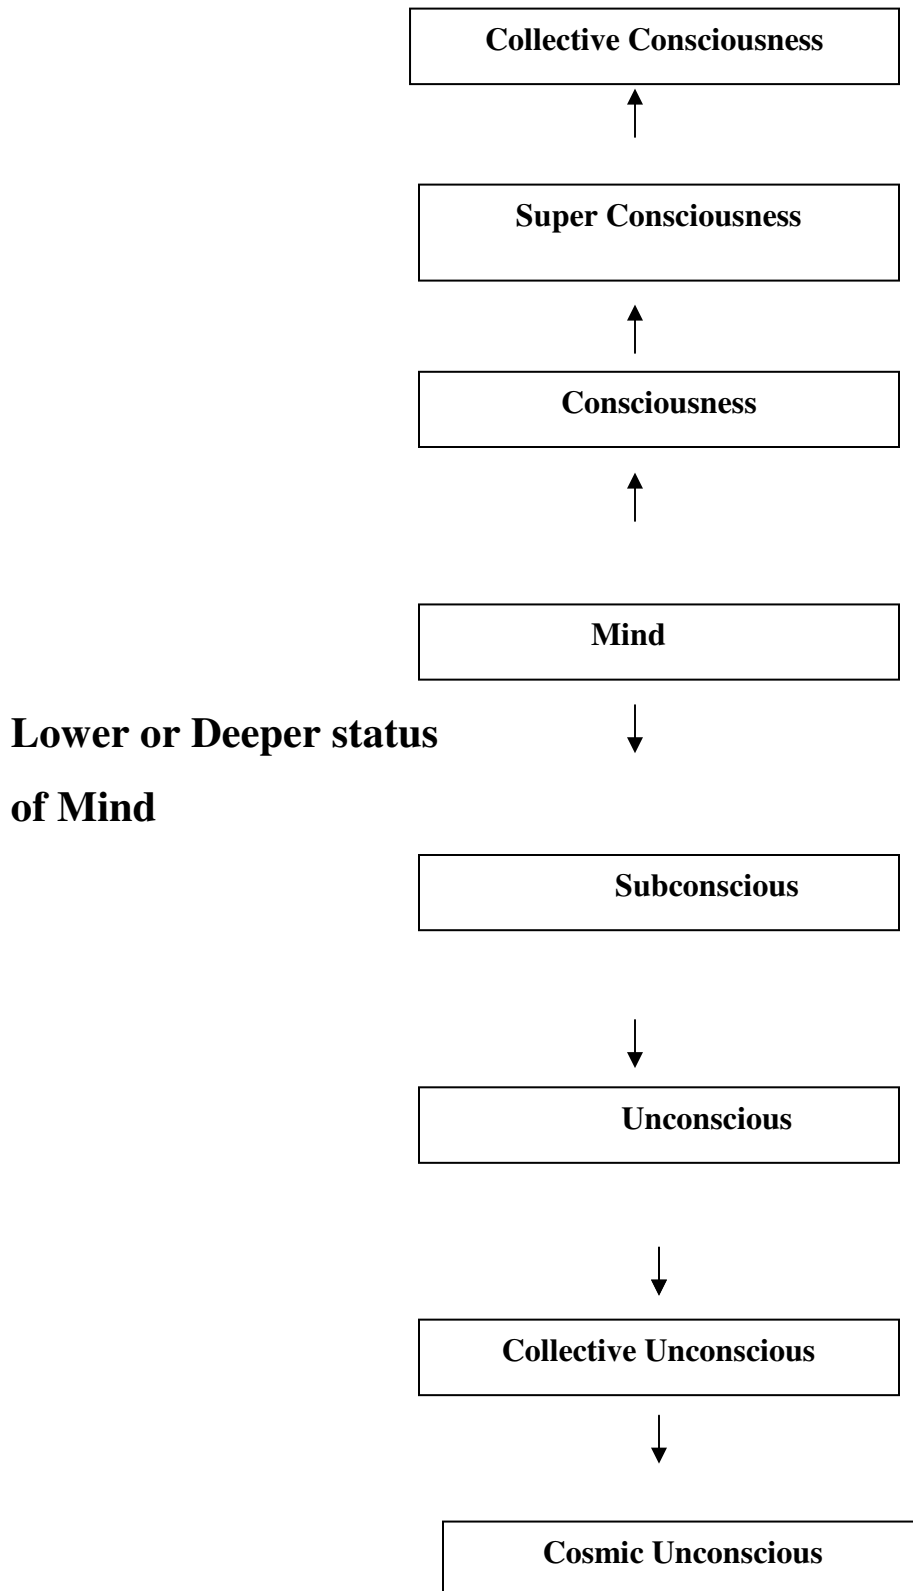 Collective Consciousness
Super Consciousness
Consciousness
Mind
Lower or Deeper status
of Mind
Subconscious
Unconscious
Collective Unconscious
Cosmic Unconscious